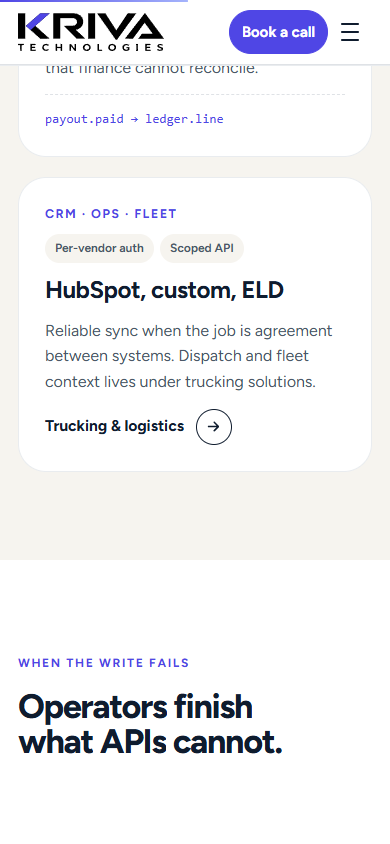 KRIVA
TECHNOLOGIES
Book a call
that finance cannot reconcile.
payout.paid → ledger.line
CRM · OPS · FLEET
Per-vendor auth
Scoped API
HubSpot, custom, ELD
Reliable sync when the job is agreement
between systems. Dispatch and fleet
context lives under trucking solutions.
Trucking & logistics
WHEN THE WRITE FAILS
Operators finish
what APIs cannot.